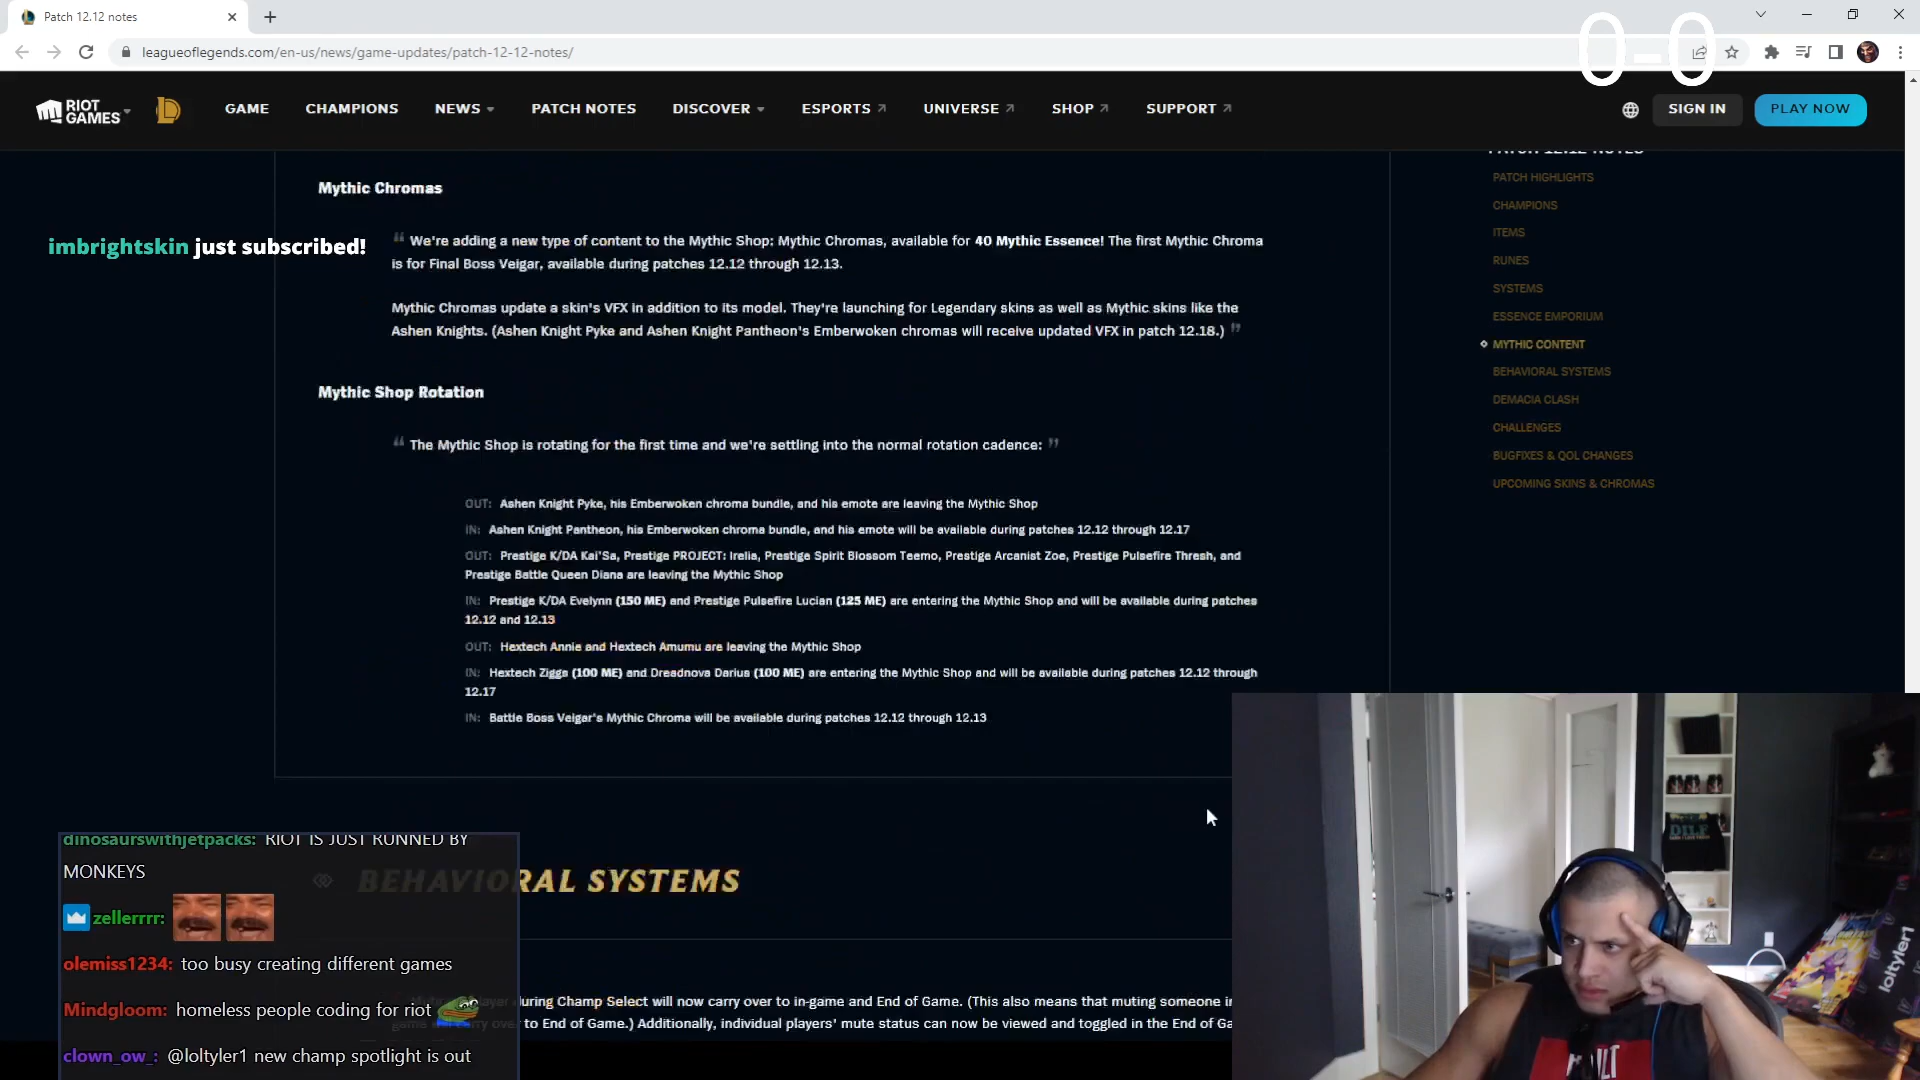 Patch 12.12 notes
leagueoflegends.com/en-us/news/game-updates/patch-12-12-notes/
0-0
RIOT GAMES GAME CHAMPIONS NEWS PATCH NOTES DISCOVER ESPORTS UNIVERSE SHOP SUPPORT SIGN IN PLAY NOW
PATCH 12.12 NOTES
PATCH HIGHLIGHTS
CHAMPIONS
ITEMS
RUNES
SYSTEMS
ESSENCE EMPORIUM
MYTHIC CONTENT
BEHAVIORAL SYSTEMS
DEMACIA CLASH
CHALLENGES
BUGFIXES & QOL CHANGES
UPCOMING SKINS & CHROMAS
imbrightskin just subscribed!
Mythic Chromas
"We're adding a new type of content to the Mythic Shop: Mythic Chromas, available for 40 Mythic Essence! The first Mythic Chroma
is for Final Boss Veigar, available during patches 12.12 through 12.13.
Mythic Chromas update a skin's VFX in addition to its model. They're launching for Legendary skins as well as Mythic skins like the
Ashen Knights. (Ashen Knight Pyke and Ashen Knight Pantheon's Emberwoken chromas will receive updated VFX in patch 12.18.)"
Mythic Shop Rotation
"The Mythic Shop is rotating for the first time and we're settling into the normal rotation cadence:"
OUT: Ashen Knight Pyke, his Emberwoken chroma bundle, and his emote are leaving the Mythic Shop
IN: Ashen Knight Pantheon, his Emberwoken chroma bundle, and his emote will be available during patches 12.12 through 12.17
OUT: Prestige K/DA Kai'Sa, Prestige PROJECT: Irelia, Prestige Spirit Blossom Teemo, Prestige Arcanist Zoe, Prestige Pulsefire Thresh, and
Prestige Battle Queen Diana are leaving the Mythic Shop
IN: Prestige K/DA Evelynn (150 ME) and Prestige Pulsefire Lucian (125 ME) are entering the Mythic Shop and will be available during patches
12.12 and 12.13
OUT: Hextech Annie and Hextech Amumu are leaving the Mythic Shop
IN: Hextech Ziggs (100 ME) and Dreadnova Darius (100 ME) are entering the Mythic Shop and will be available during patches 12.12 through
12.17
IN: Battle Boss Veigar's Mythic Chroma will be available during patches 12.12 through 12.13
BEHAVIORAL SYSTEMS
during Champ Select will now carry over to in-game and End of Game. (This also means that muting someone in
over to End of Game.) Additionally, individual players' mute status can now be viewed and toggled in the End of Ga
dinosaurswithjetpacks: RIOT IS JUST RUNNED BY
MONKEYS
zellerrrr:
olemiss1234: too busy creating different games
Mindgloom: homeless people coding for riot
clown_ow_: @loltyler1 new champ spotlight is out
DILF
loltyler1